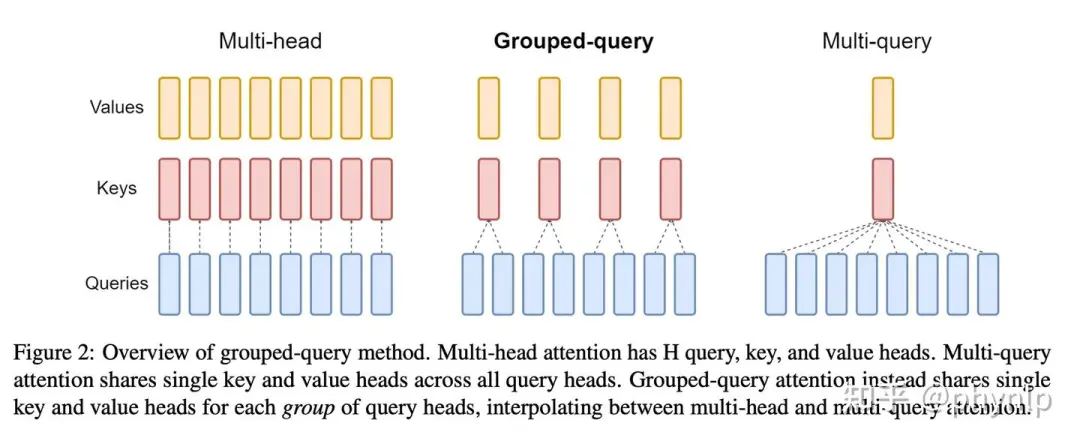 Multi-head Grouped-query Multi-query
Values
Keys
Queries
Figure 2: Overview of grouped-query method. Multi-head attention has H query, key, and value heads. Multi-query
attention shares single key and value heads across all query heads. Grouped-query attention instead shares single
key and value heads for each group of query heads, interpolating between multi-head and multi-query attention.
知乎 @phynlp